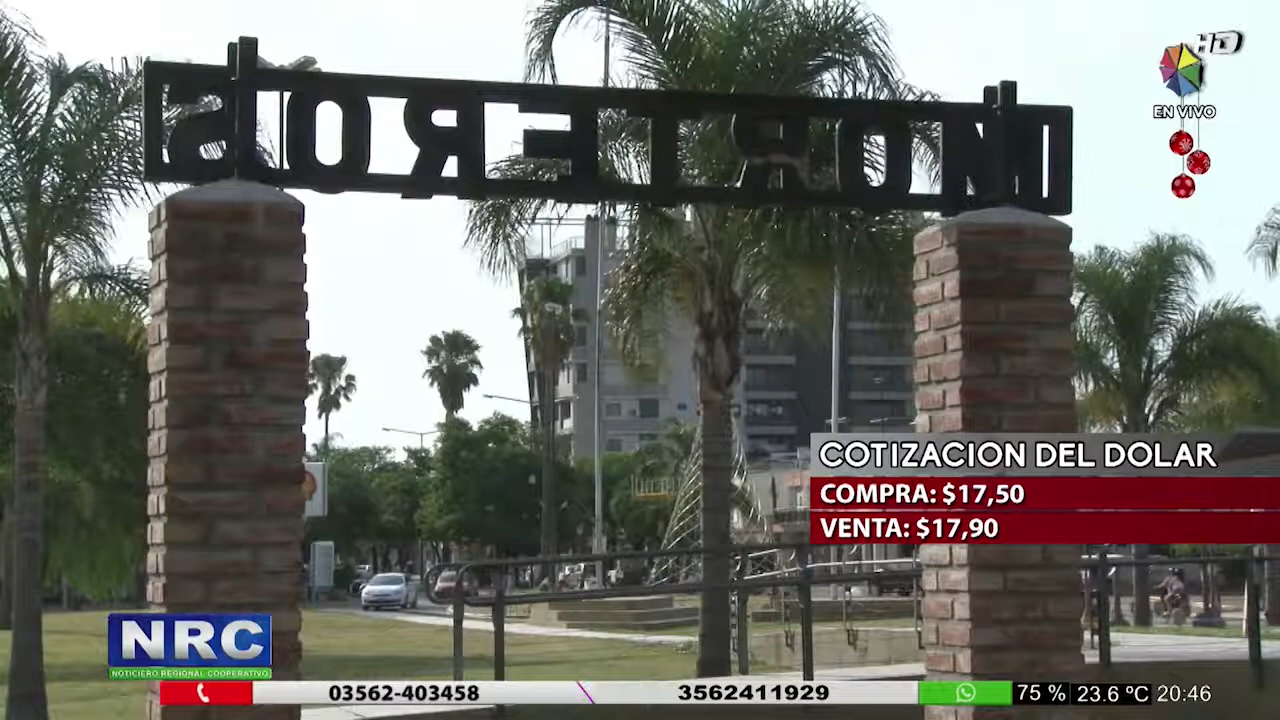 MORTEROS
HD
EN VIVO
COTIZACION DEL DOLAR
COMPRA: $17,50
VENTA: $17,90
NRC
NOTICIERO REGIONAL COOPERATIVO
03562-403458 3562411929 75 % 23.6 ºC 20:46